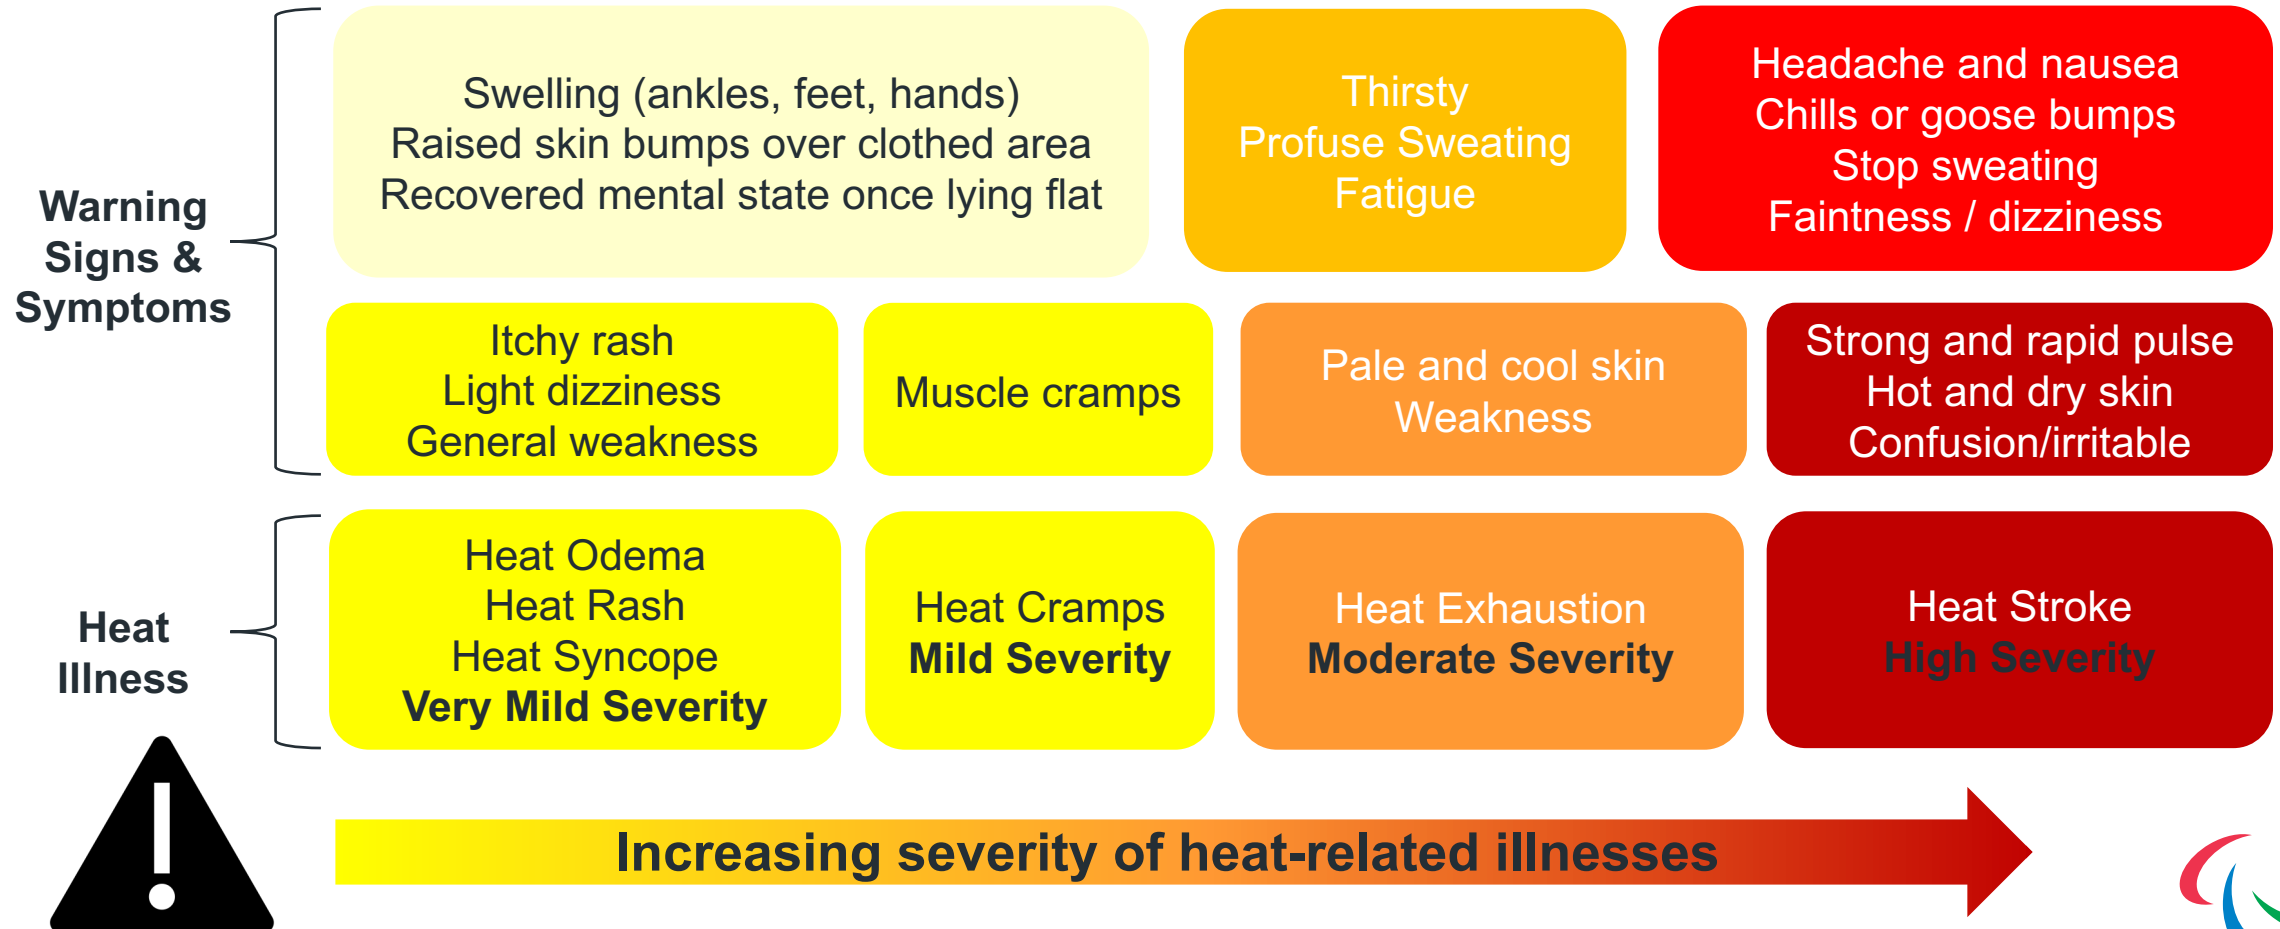 Warning
Signs &
Symptoms
Swelling (ankles, feet, hands)
Raised skin bumps over clothed area
Recovered mental state once lying flat
Thirsty
Profuse Sweating
Fatigue
Headache and nausea
Chills or goose bumps
Stop sweating
Faintness / dizziness
Itchy rash
Light dizziness
General weakness
Muscle cramps
Pale and cool skin
Weakness
Strong and rapid pulse
Hot and dry skin
Confusion/irritable
Heat
Illness
Heat Odema
Heat Rash
Heat Syncope
Very Mild Severity
Heat Cramps
Mild Severity
Heat Exhaustion
Moderate Severity
Heat Stroke
High Severity
Increasing severity of heat-related illnesses